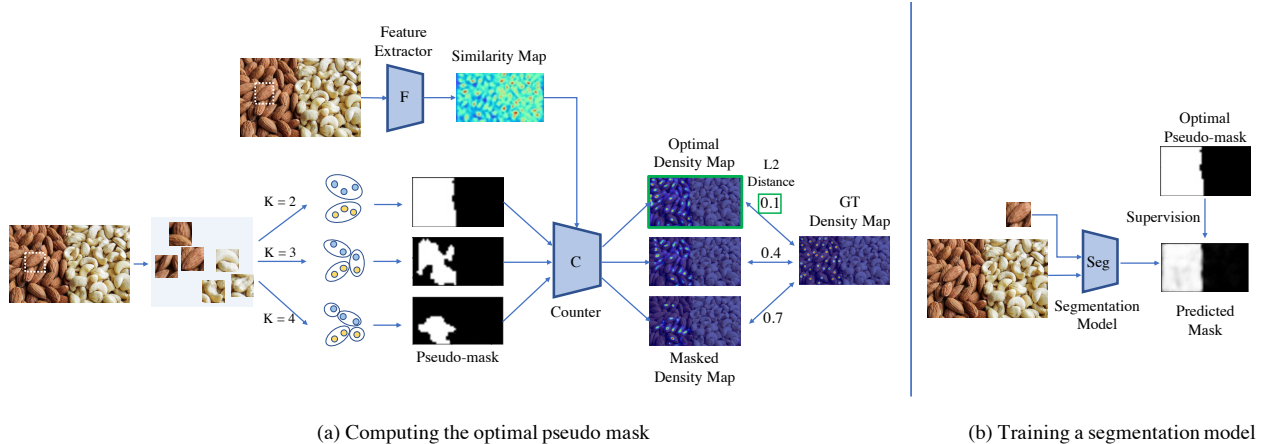 Feature
Extractor
Similarity Map
F
K = 2
K = 3
K = 4
Pseudo-mask
C
Counter
Optimal
Density Map
L2
Distance
0.1
0.4
0.7
GT
Density Map
Masked
Density Map
(a) Computing the optimal pseudo mask
Optimal
Pseudo-mask
Supervision
Seg
Segmentation
Model
Predicted
Mask
(b) Training a segmentation model